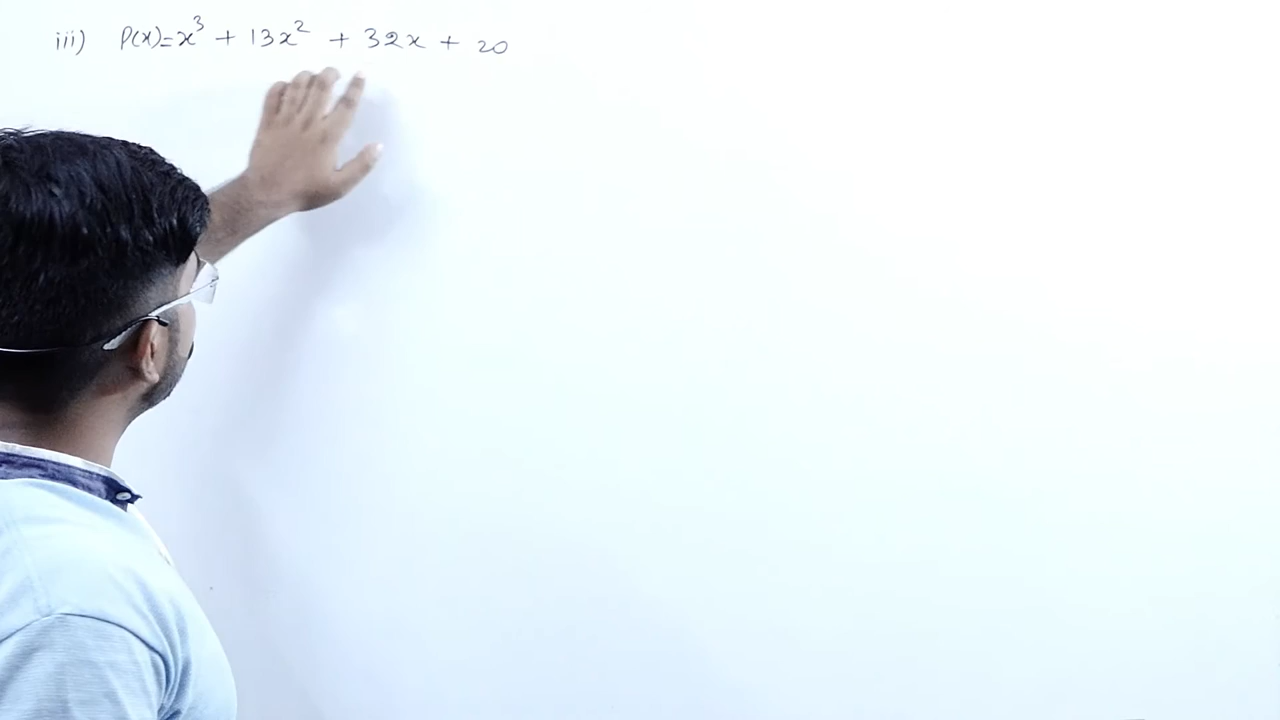 iii) P(x)=x³ + 13x² + 32x + 20